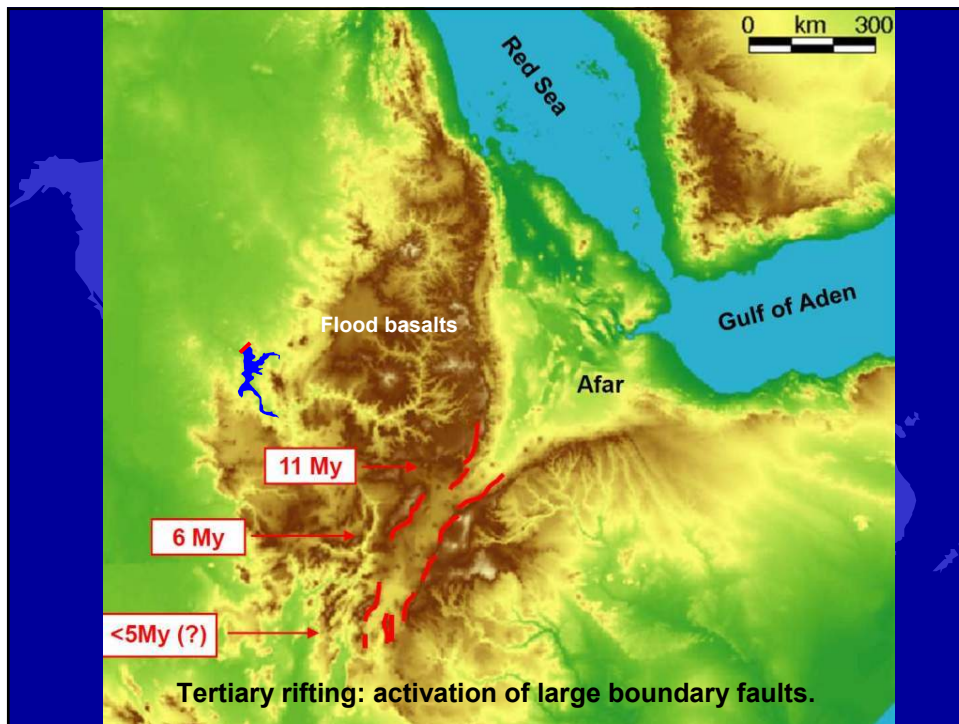 0 km 300
Red Sea
Gulf of Aden
Flood basalts
Afar
11 My
6 My
<5My (?)
Tertiary rifting: activation of large boundary faults.